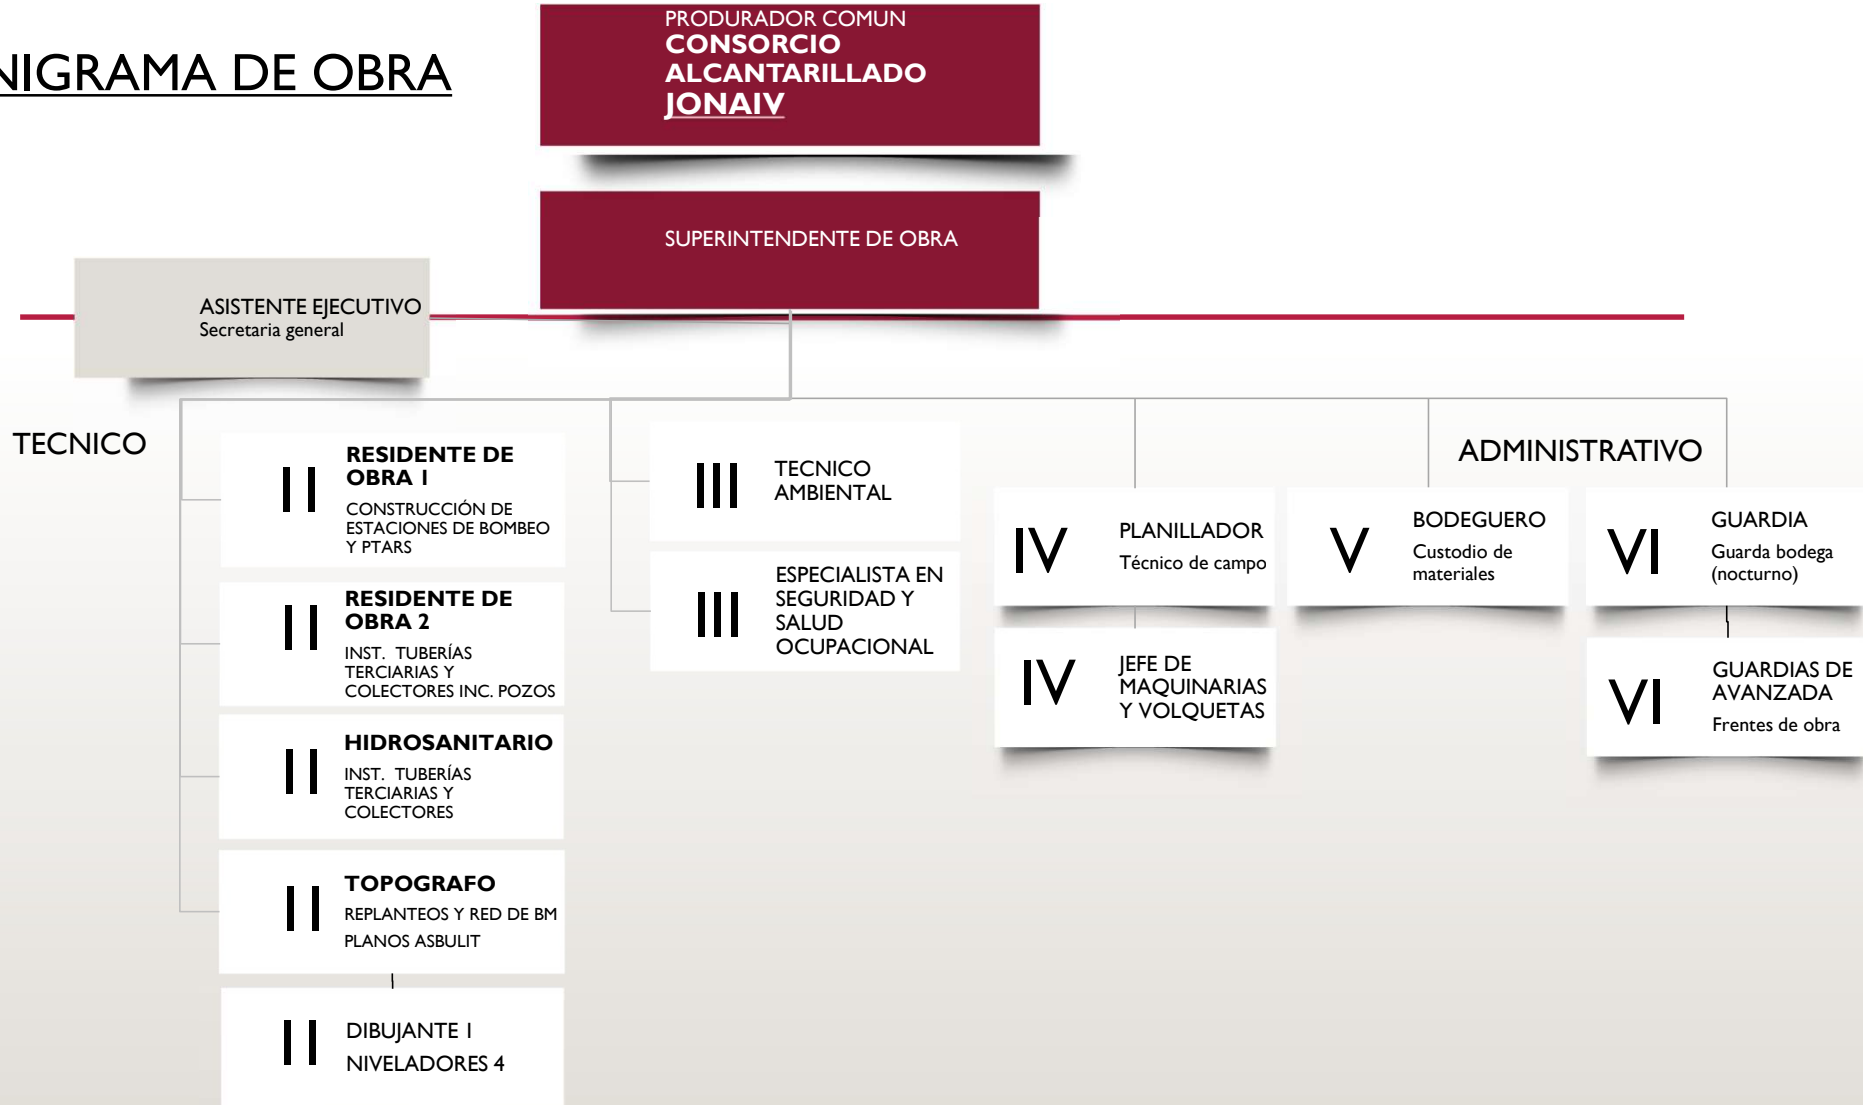 NIGRAMA DE OBRA
PRODURADOR COMUN
CONSORCIO
ALCANTARILLADO
JONAIV
SUPERINTENDENTE DE OBRA
ASISTENTE EJECUTIVO
Secretaria general
TECNICO
II
RESIDENTE DE
OBRA 1
CONSTRUCCIÓN DE
ESTACIONES DE BOMBEO
Y PTARS
II
RESIDENTE DE
OBRA 2
INST. TUBERÍAS
TERCIARIAS Y
COLECTORES INC. POZOS
II
HIDROSANITARIO
INST. TUBERÍAS
TERCIARIAS Y
COLECTORES
II
TOPOGRAFO
REPLANTEOS Y RED DE BM
PLANOS ASBULIT
II
DIBUJANTE 1
NIVELADORES 4
III
TECNICO
AMBIENTAL
III
ESPECIALISTA EN
SEGURIDAD Y
SALUD
OCUPACIONAL
ADMINISTRATIVO
IV
PLANILLADOR
Técnico de campo
IV
JEFE DE
MAQUINARIAS
Y VOLQUETAS
V
BODEGUERO
Custodio de
materiales
VI
GUARDIA
Guarda bodega
(nocturno)
VI
GUARDIAS DE
AVANZADA
Frentes de obra